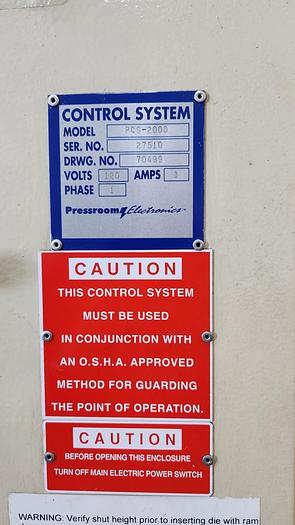 CONTROL SYSTEM
MODEL PCS-2000
SER. NO. 27510
DRWG. NO. 70499
VOLTS 120 AMPS 3
PHASE 1
Pressroom Electronics
CAUTION
THIS CONTROL SYSTEM
MUST BE USED
IN CONJUNCTION WITH
AN O.S.H.A. APPROVED
METHOD FOR GUARDING
THE POINT OF OPERATION.
CAUTION
BEFORE OPENING THIS ENCLOSURE
TURN OFF MAIN ELECTRIC POWER SWITCH
WARNING: Verify shut height prior to inserting die with ram